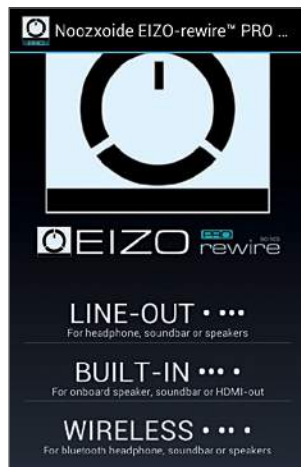 Noozxoide EIZO-rewire™ PRO ...
EIZO PRO rewire
LINE-OUT
For headphone, soundbar or speakers
BUILT-IN
For onboard speaker, soundbar or HDMI-out
WIRELESS
For bluetooth headphone, soundbar or speakers